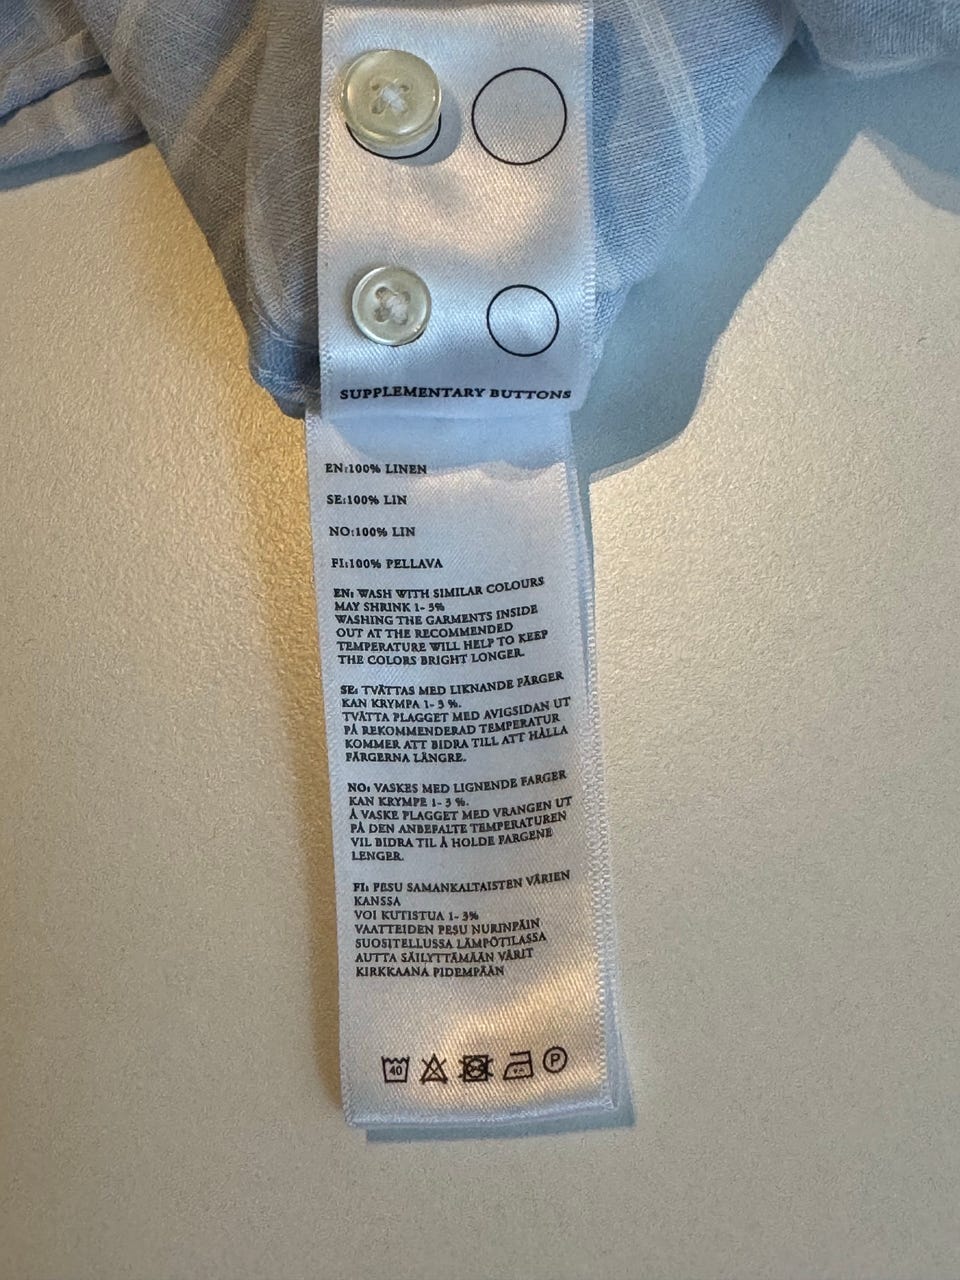 SUPPLEMENTARY BUTTONS
EN:100% LINEN
SE:100% LIN
NO:100% LIN
FI:100% PELLAVA
EN: WASH WITH SIMILAR COLOURS
MAY SHRINK 1- 3%
WASHING THE GARMENTS INSIDE
OUT AT THE RECOMMENDED
TEMPERATURE WILL HELP TO KEEP
THE COLORS BRIGHT LONGER.
SE: TVÄTTAS MED LIKNANDE FÄRGER
KAN KRYMPA 1- 3 %.
TVÄTTA PLAGGET MED AVIGSIDAN UT
PÅ REKOMMENDERAD TEMPERATUR
KOMMER ATT BIDRA TILL ATT HÅLLA
FÄRGERNA LÄNGRE.
NO: VASKES MED LIGNENDE FARGER
KAN KRYMPE 1- 3 %.
Å VASKE PLAGGET MED VRANGEN UT
PÅ DEN ANBEFALTE TEMPERATUREN
VIL BIDRA TIL Å HOLDE FARGENE
LENGER.
FI: PESU SAMANKALTAISTEN VÄRIEN
KANSSA
VOI KUTISTUA 1- 3%
VAATTEIDEN PESU NURINPÄIN
SUOSITELLUSSA LÄMPÖTILASSA
AUTTA SÄILYTTÄMÄÄN VÄRIT
KIRKKAANA PIDEMPÄÄN
40 P